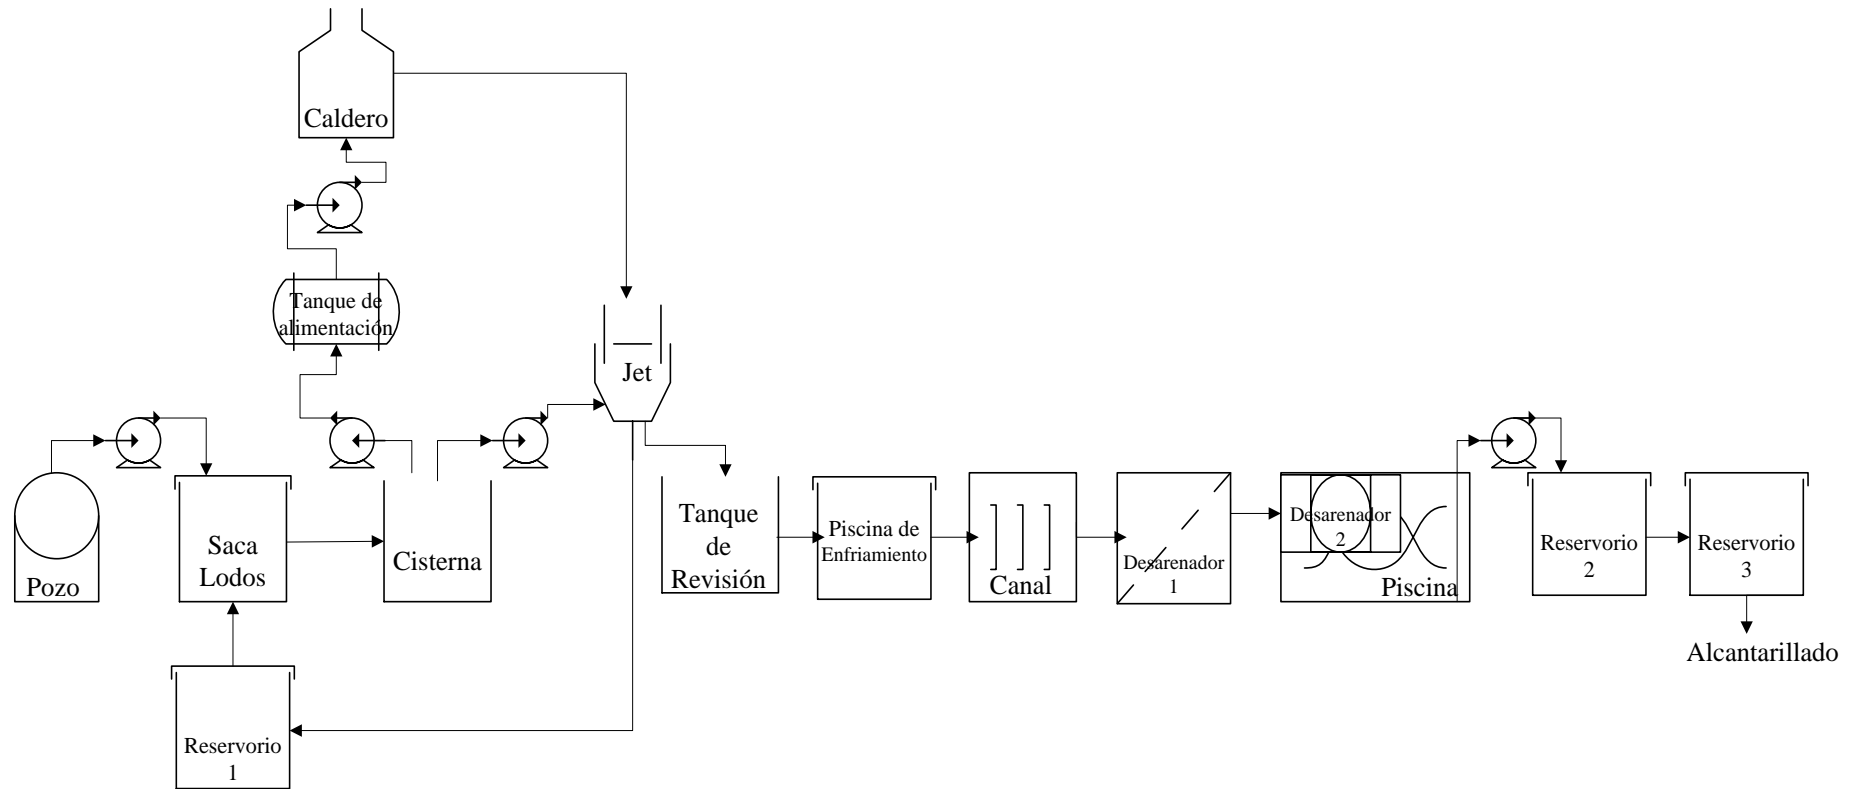 Caldero
Tanque de
alimentación
Jet
Pozo
Saca
Lodos
Cisterna
Tanque
de
Revisión
Piscina de
Enfriamiento
Canal
Desarenador
1
Desarenador
2
Piscina
Reservorio
2
Reservorio
3
Alcantarillado
Reservorio
1